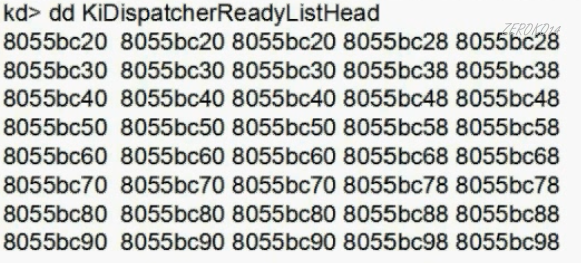 kd> dd KiDispatcherReadyListHead
ZEROKO14
8055bc20 8055bc20 8055bc20 8055bc28 8055bc28
8055bc30 8055bc30 8055bc30 8055bc38 8055bc38
8055bc40 8055bc40 8055bc40 8055bc48 8055bc48
8055bc50 8055bc50 8055bc50 8055bc58 8055bc58
8055bc60 8055bc60 8055bc60 8055bc68 8055bc68
8055bc70 8055bc70 8055bc70 8055bc78 8055bc78
8055bc80 8055bc80 8055bc80 8055bc88 8055bc88
8055bc90 8055bc90 8055bc90 8055bc98 8055bc98